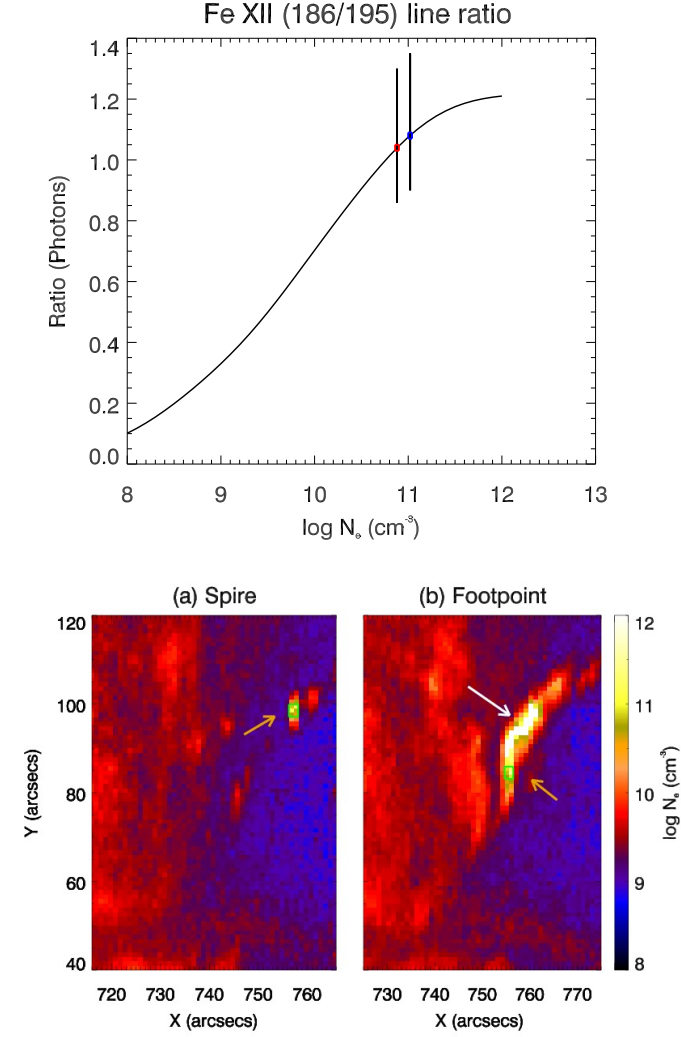 Fe XII (186/195) line ratio
1.4
1.2
1.0
0.8
0.6
0.4
0.2
0.0
Ratio (Photons)
8 9 10 11 12 13
log Nₑ (cm⁻³)
(a) Spire (b) Footpoint
120
100
80
60
40
Y (arcsecs)
12
11
10
9
8
log Nₑ (cm⁻³)
720 730 740 750 760
730 740 750 760 770
X (arcsecs) X (arcsecs)